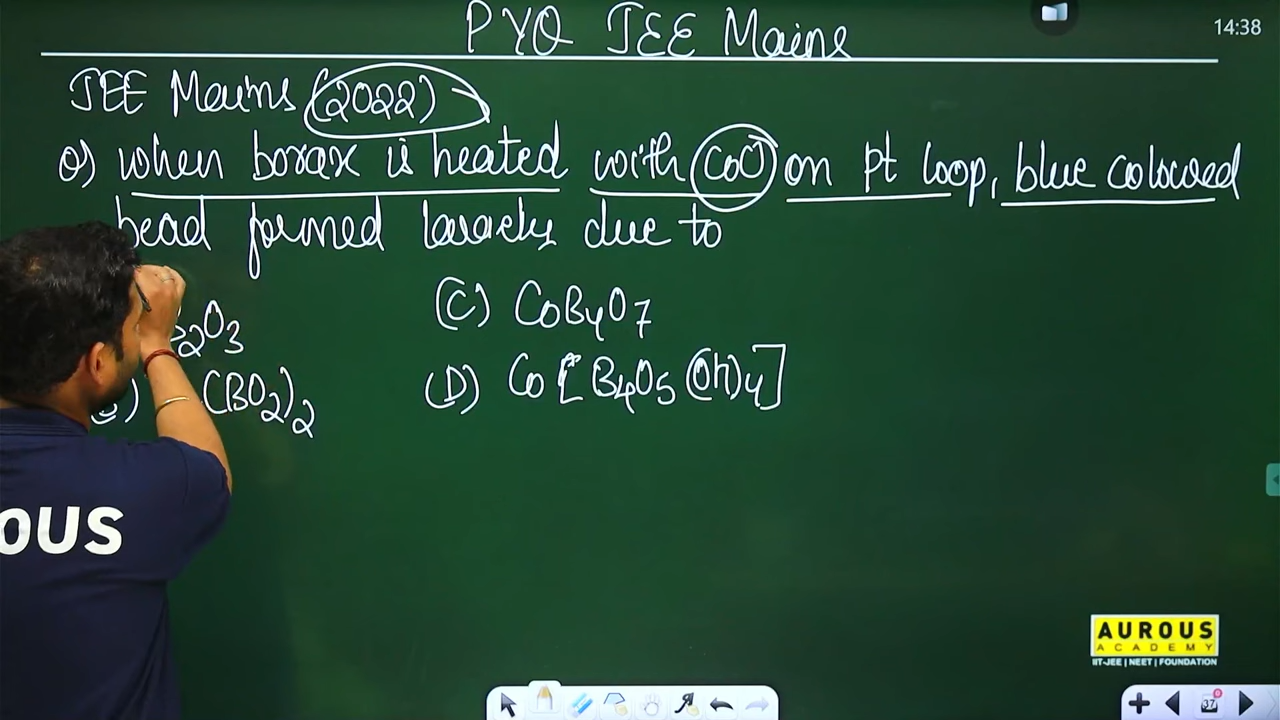 PYQ JEE Mains
14:38
JEE Mains (2022)
Q) when borax is heated with CoO on Pt loop, blue coloured
bead formed largely due to
2O3
(C) CoB4O7
) (BO2)2
(D) Co [B4O5 (OH)4]
OUS
AUROUS
ACADEMY
IIT-JEE | NEET | FOUNDATION
37